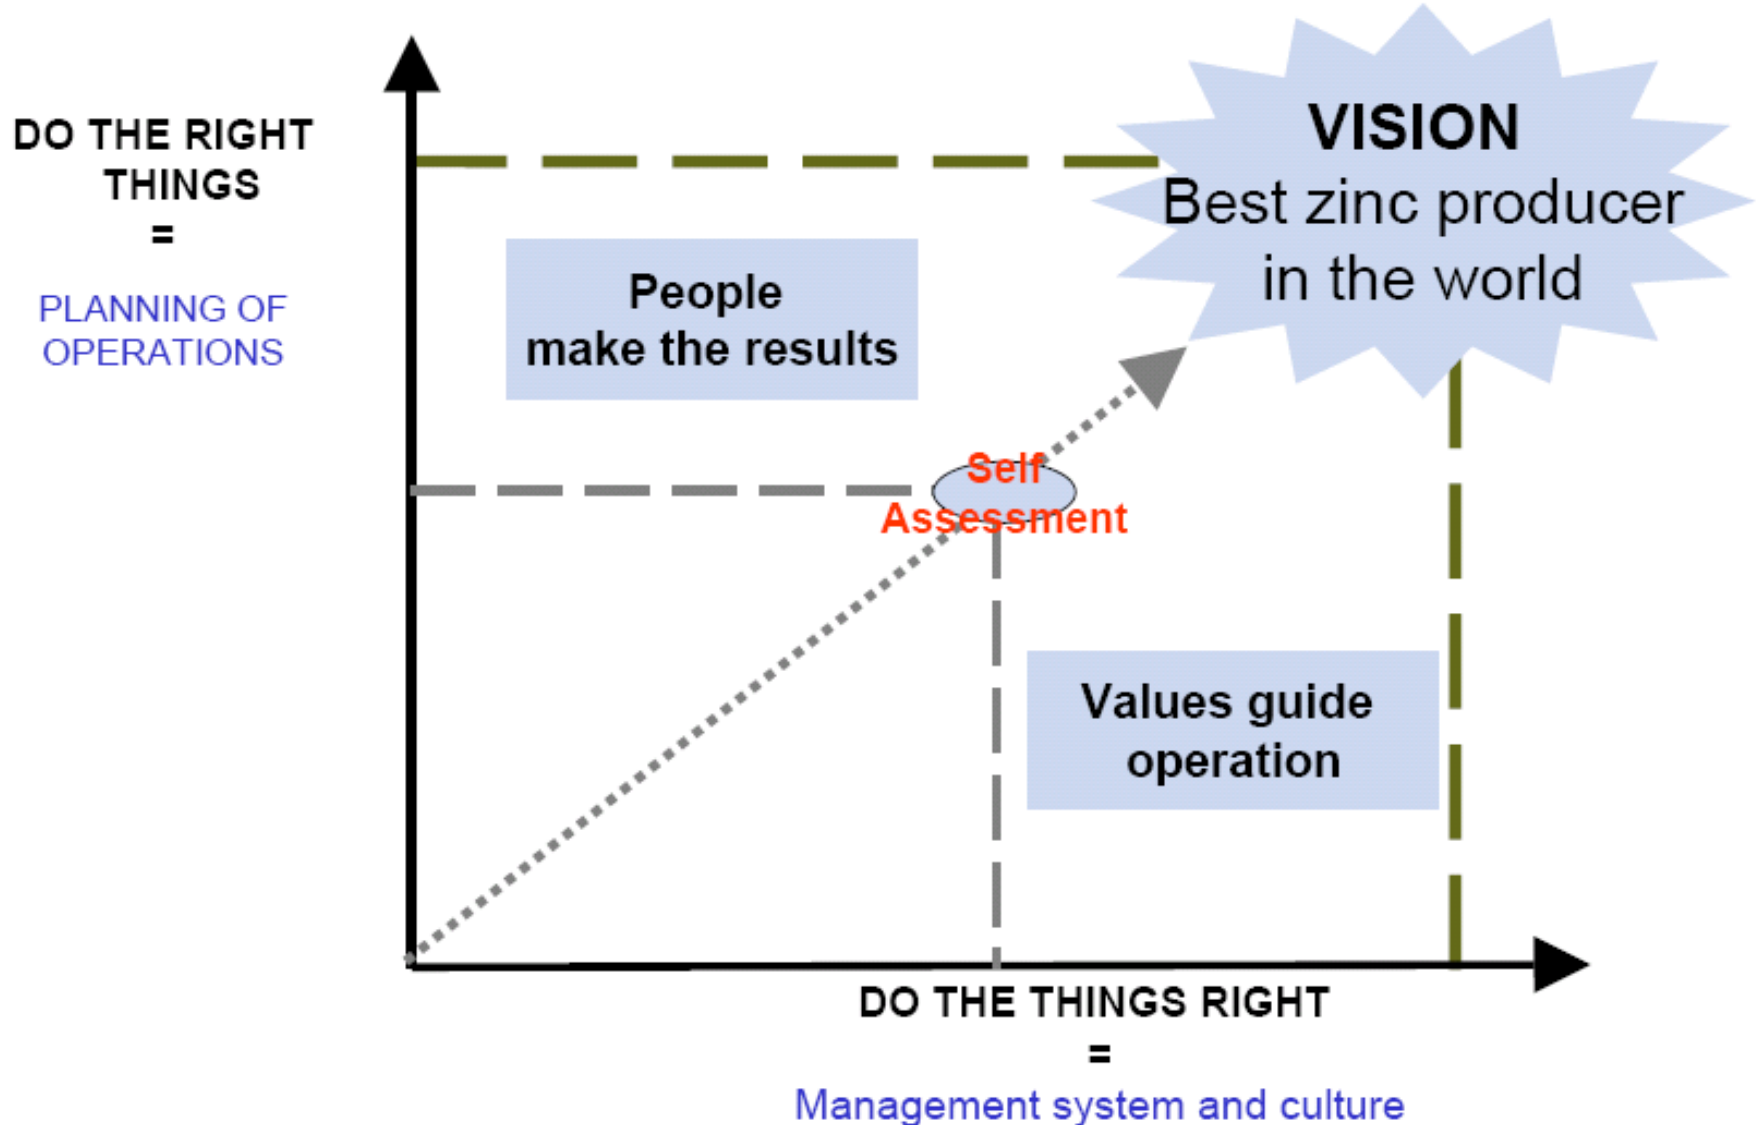 DO THE RIGHT
THINGS
=
PLANNING OF
OPERATIONS
VISION
Best zinc producer
in the world
People
make the results
Self
Assessment
Values guide
operation
DO THE THINGS RIGHT
=
Management system and culture